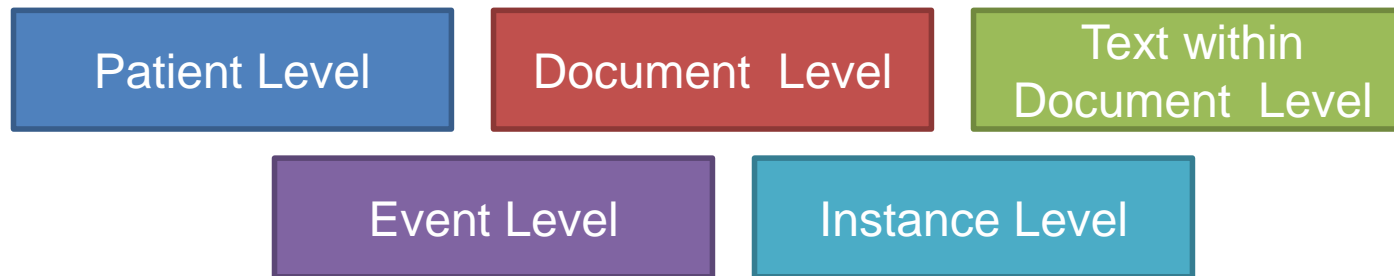 Patient Level
Document Level
Text within
Document Level
Event Level
Instance Level